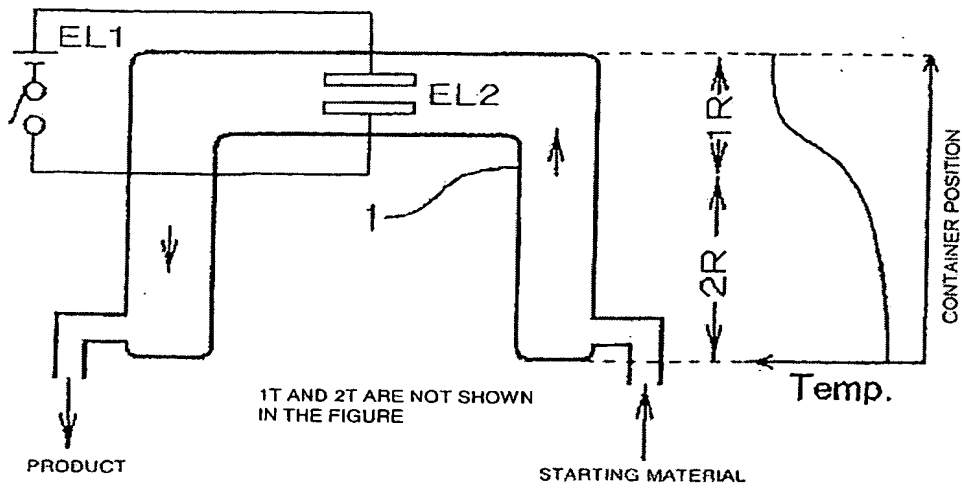 EL1
EL2
1
1R
2R
CONTAINER POSITION
Temp.
1T AND 2T ARE NOT SHOWN
IN THE FIGURE
PRODUCT
STARTING MATERIAL